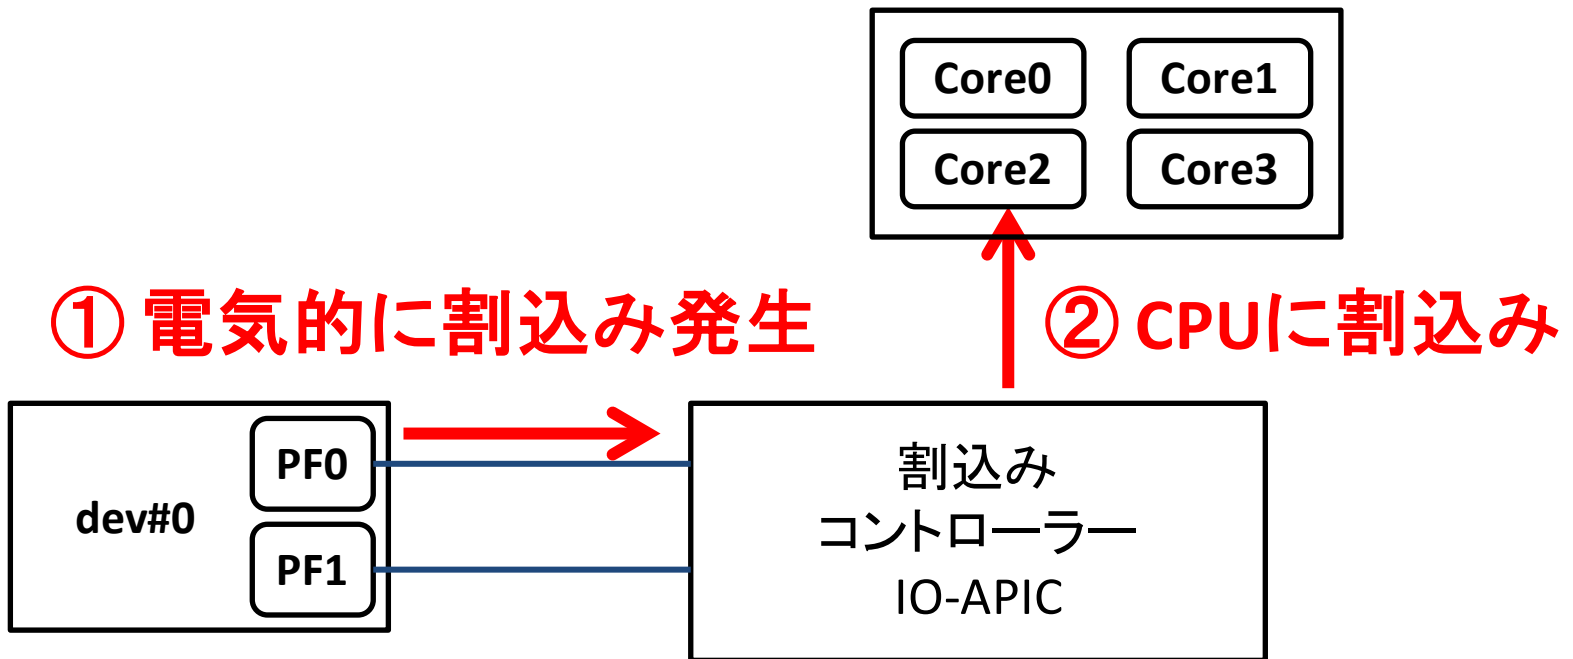 Core0
Core1
Core2
Core3
① 電気的に割込み発生
② CPUに割込み
dev#0
PF0
PF1
割込み
コントローラー
IO-APIC